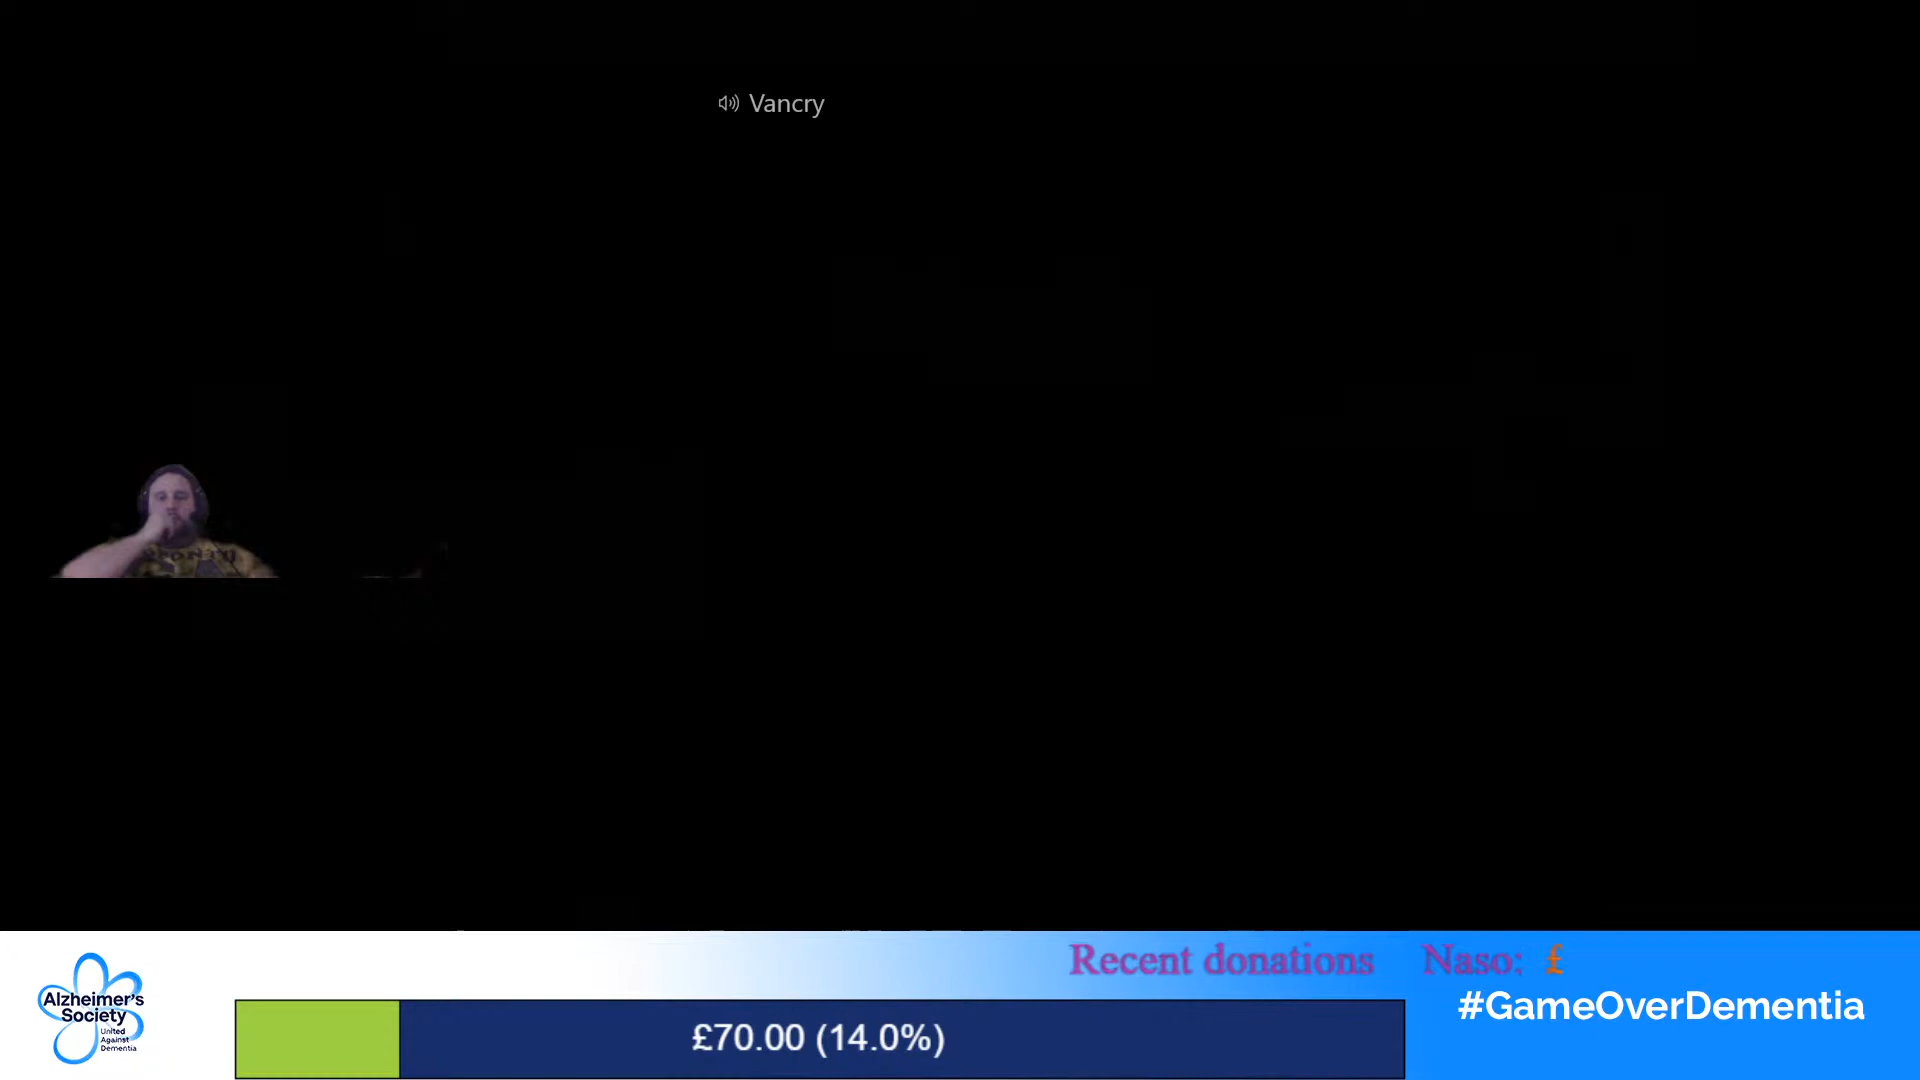 Vancry
Recent donations Naso: £
Alzheimer's
Society
United
Against
Dementia
£70.00 (14.0%)
#GameOverDementia